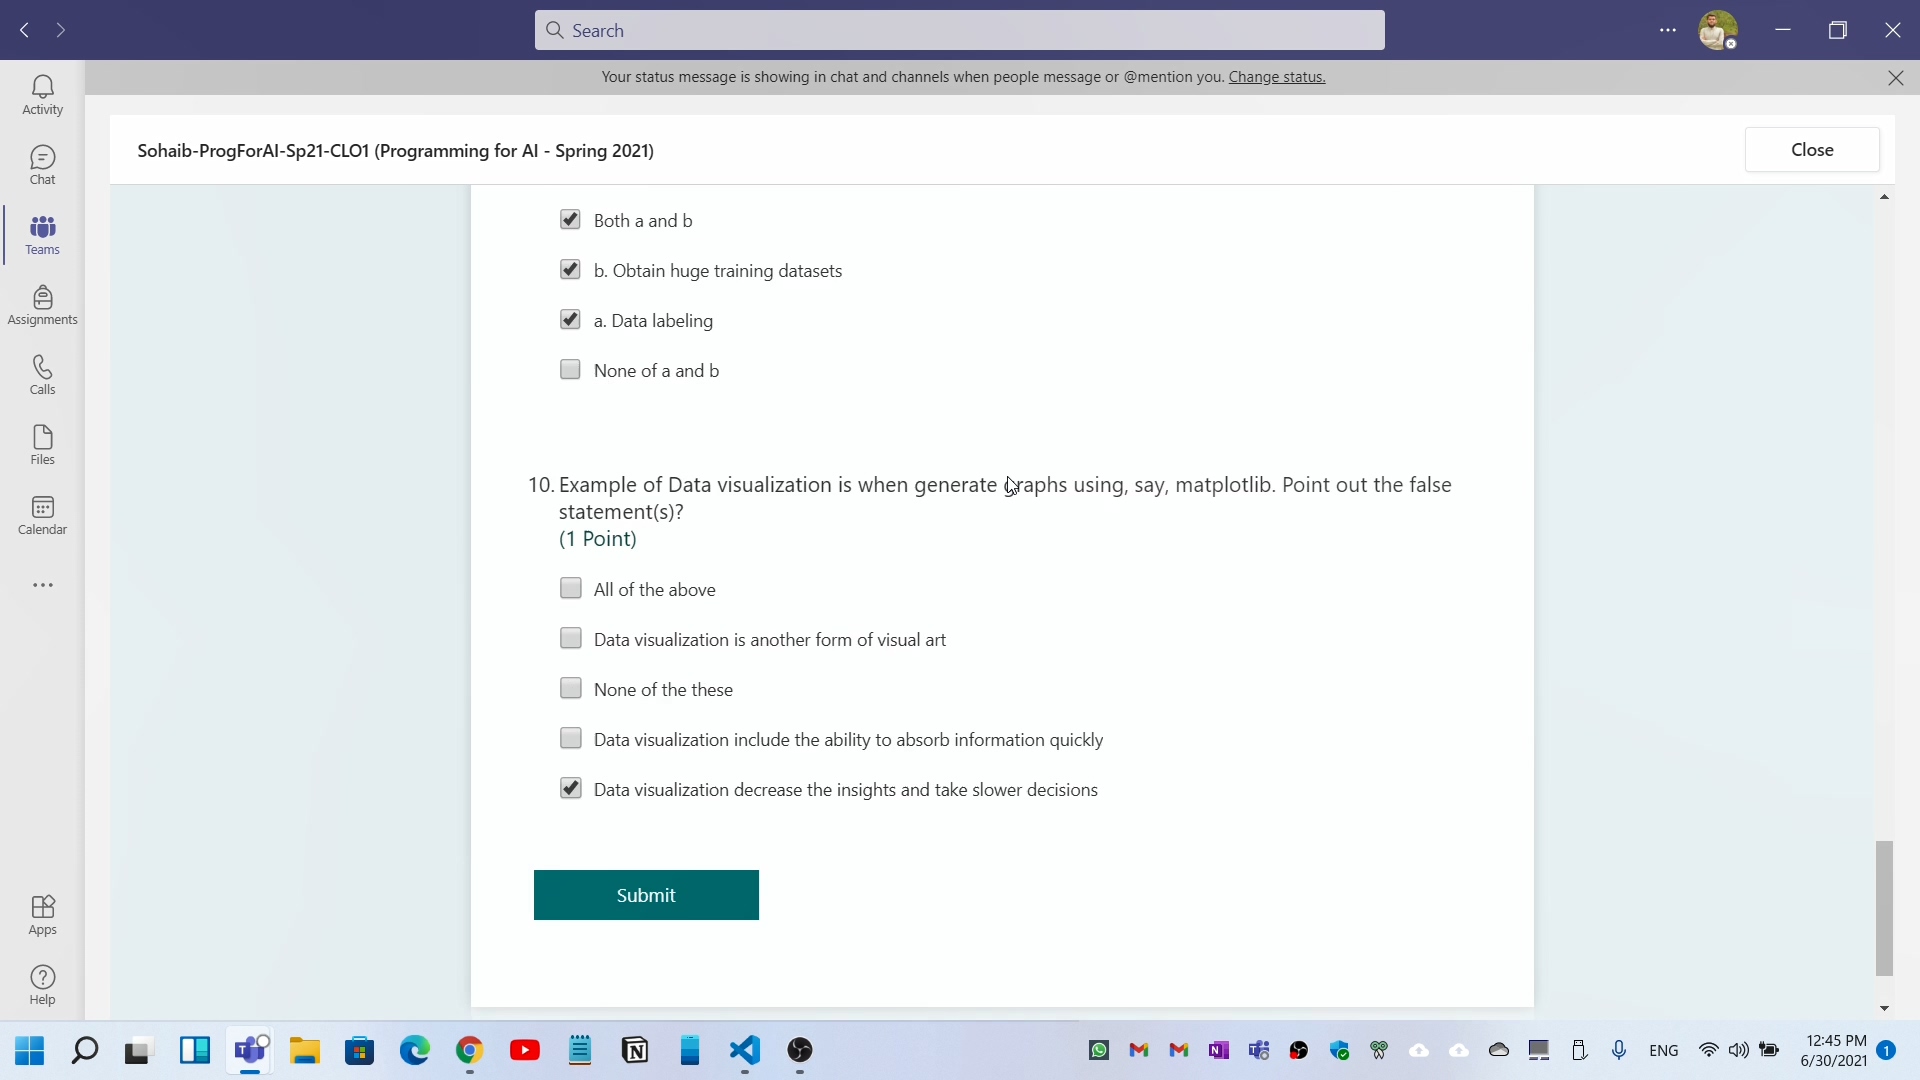 Search
Your status message is showing in chat and channels when people message or @mention you. Change status.
Activity
Chat
Teams
Assignments
Calls
Files
Calendar
Apps
Help
Sohaib-ProgForAI-Sp21-CLO1 (Programming for AI - Spring 2021)
Close
Both a and b
b. Obtain huge training datasets
a. Data labeling
None of a and b
10. Example of Data visualization is when generate graphs using, say, matplotlib. Point out the false
statement(s)?
(1 Point)
All of the above
Data visualization is another form of visual art
None of the these
Data visualization include the ability to absorb information quickly
Data visualization decrease the insights and take slower decisions
Submit
ENG
12:45 PM
6/30/2021
1